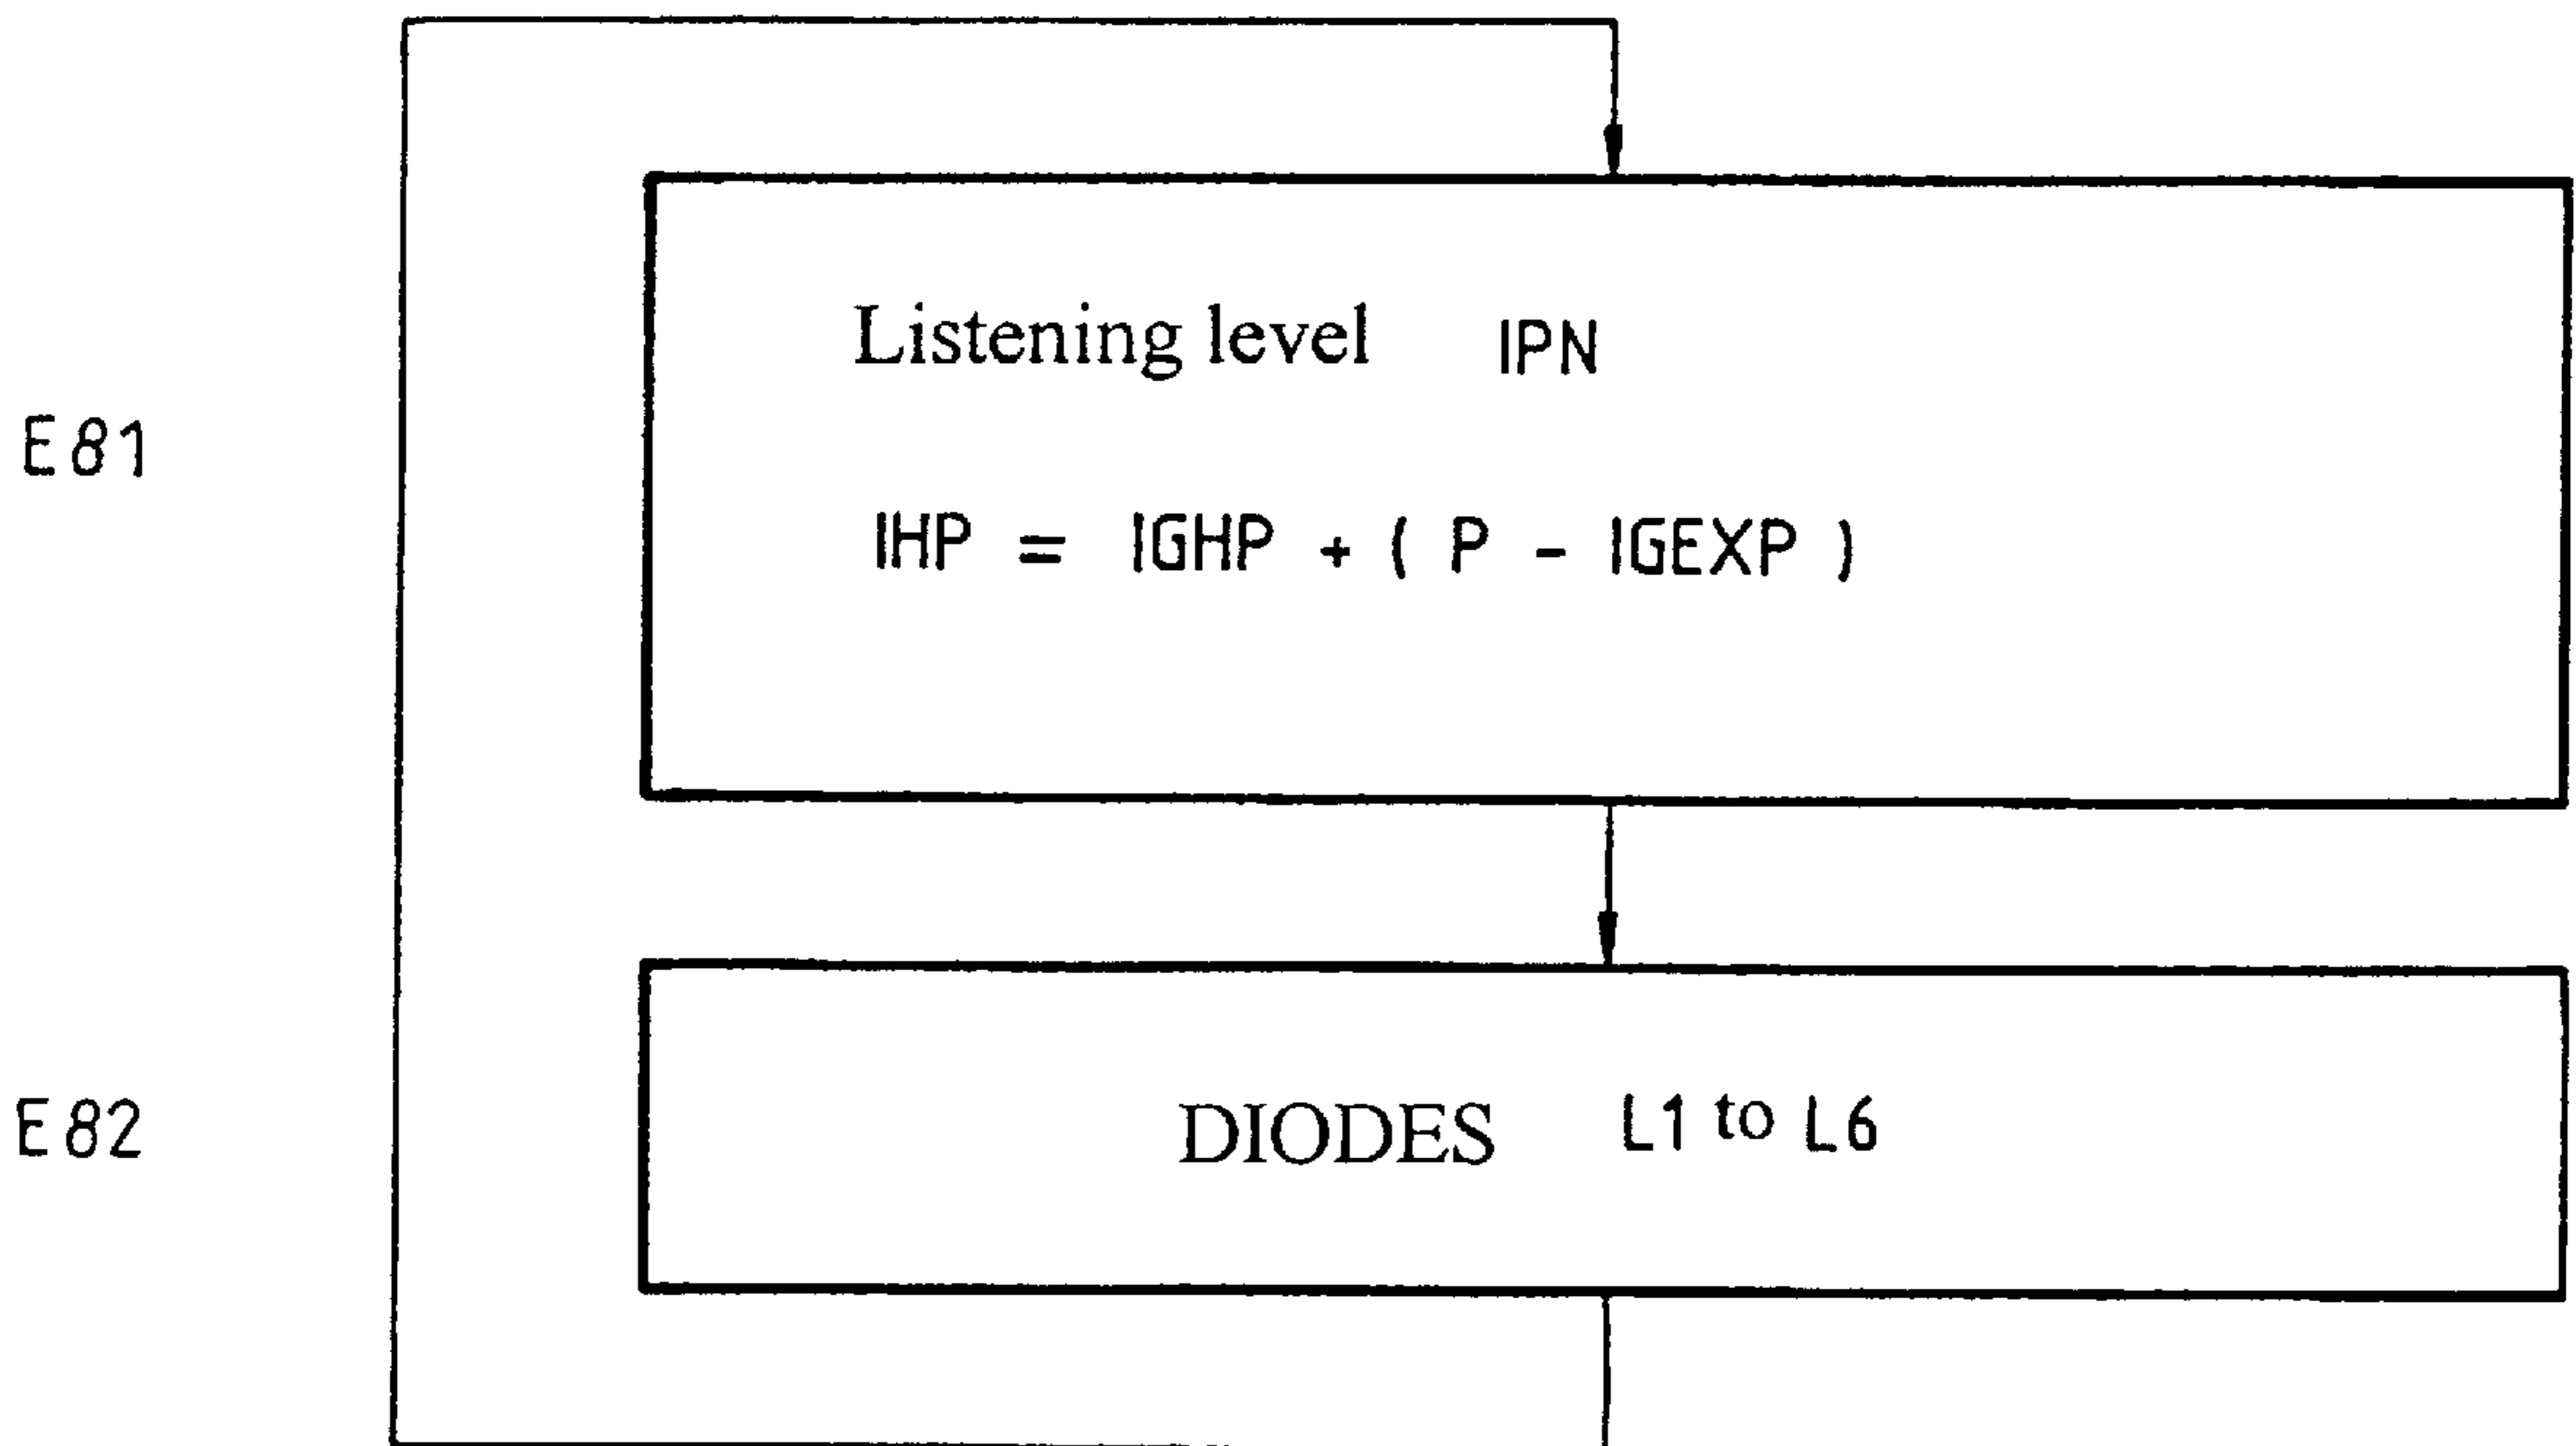 Listening level IPN
E81
IHP = IGHP + ( P - IGEXP )
E82
DIODES L1 to L6